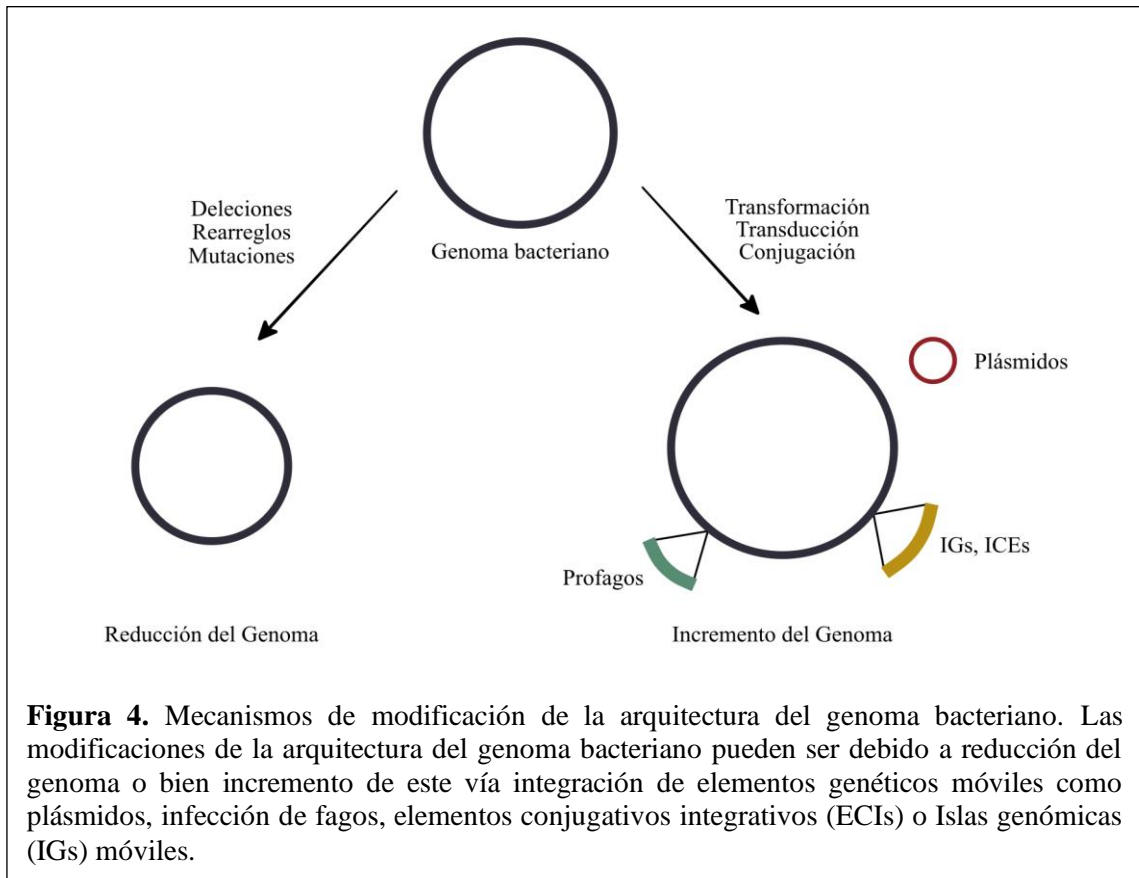 Deleciones
Rearreglos
Mutaciones
Genoma bacteriano
Transformación
Transducción
Conjugación
Plásmidos
IGs, ICEs
Profagos
Reducción del Genoma
Incremento del Genoma
Figura 4. Mecanismos de modificación de la arquitectura del genoma bacteriano. Las
modificaciones de la arquitectura del genoma bacteriano pueden ser debido a reducción del
genoma o bien incremento de este vía integración de elementos genéticos móviles como
plásmidos, infección de fagos, elementos conjugativos integrativos (ECIs) o Islas genómicas
(IGs) móviles.